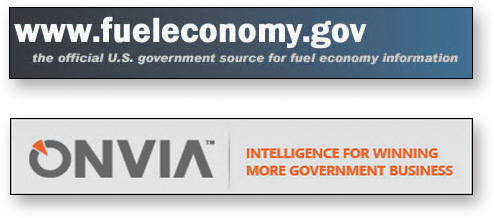 www.fueleconomy.gov
the official U.S. government source for fuel economy information
ONVIA™
INTELLIGENCE FOR WINNING
MORE GOVERNMENT BUSINESS